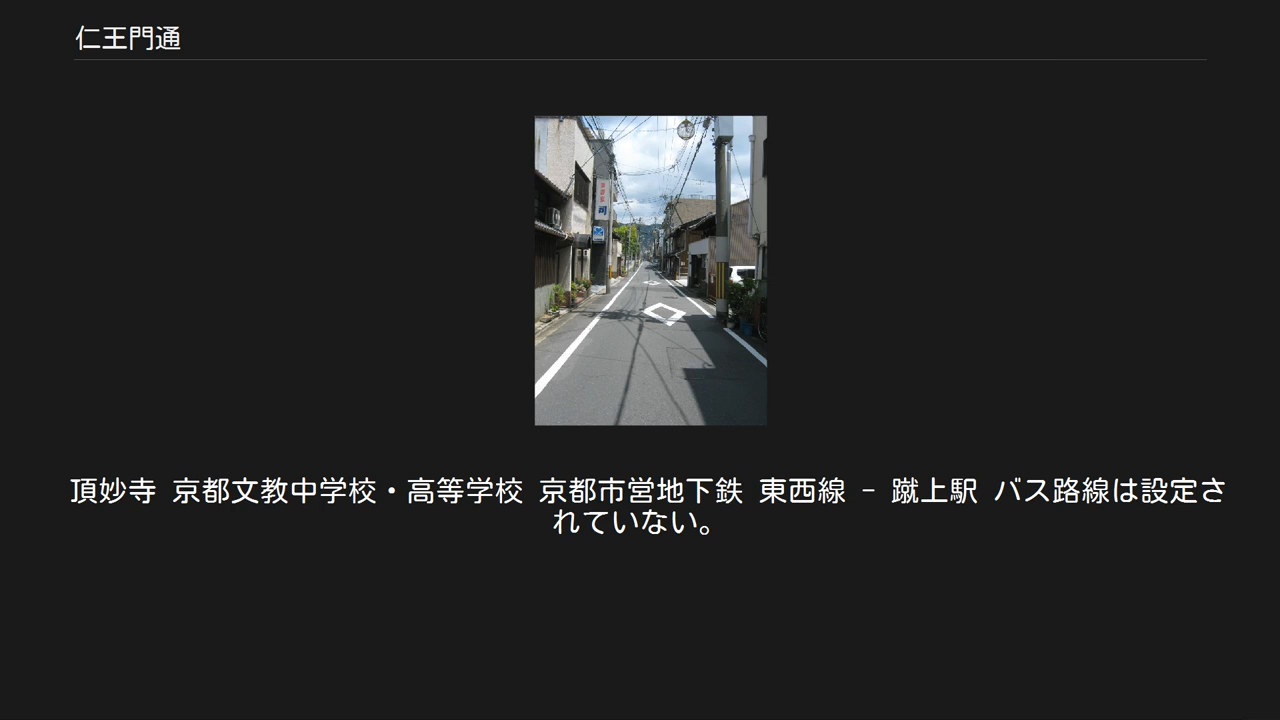 仁王門通
頂妙寺 京都文教中学校・高等学校 京都市営地下鉄 東西線 - 蹴上駅 バス路線は設定さ
れていない。